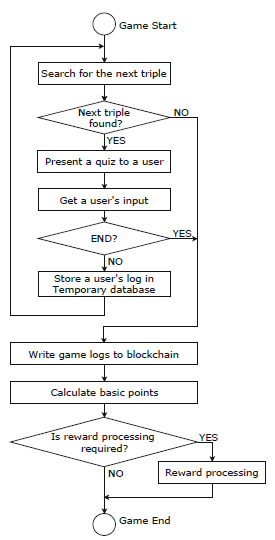 Game Start
Search for the next triple
Next triple
found?
NO
YES
Present a quiz to a user
Get a user's input
END?
YES
NO
Store a user's log in
Temporary database
Write game logs to blockchain
Calculate basic points
Is reward processing
required?
YES
NO
Reward processing
Game End